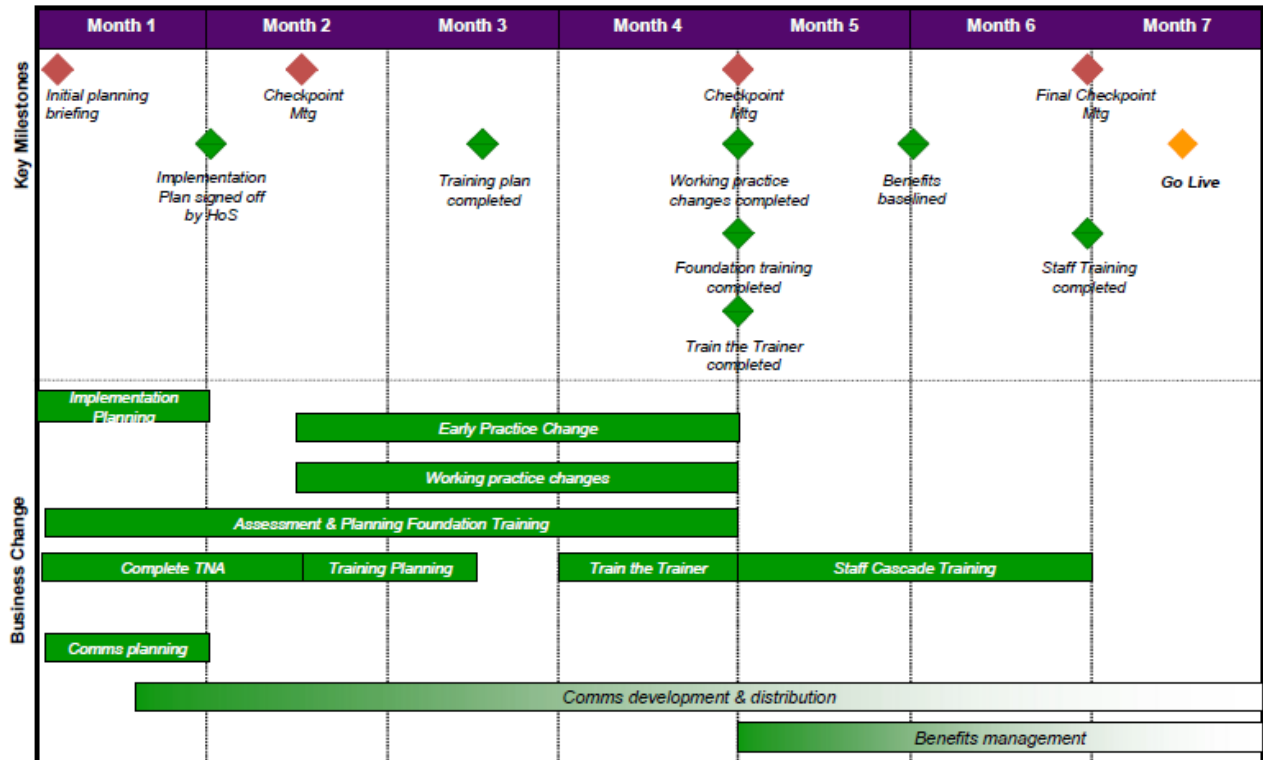 Month 1
Month 2
Month 3
Month 4
Month 5
Month 6
Month 7
Key Milestones
Initial planning
briefing
Checkpoint
Mtg
Checkpoint
Mtg
Final Checkpoint
Mtg
Implementation
Plan signed off
by HoS
Training plan
completed
Working practice
changes completed
Benefits
baselined
Go Live
Foundation training
completed
Staff Training
completed
Train the Trainer
completed
Business Change
Implementation
Planning
Early Practice Change
Working practice changes
Assessment & Planning Foundation Training
Complete TNA
Training Planning
Train the Trainer
Staff Cascade Training
Comms planning
Comms development & distribution
Benefits management